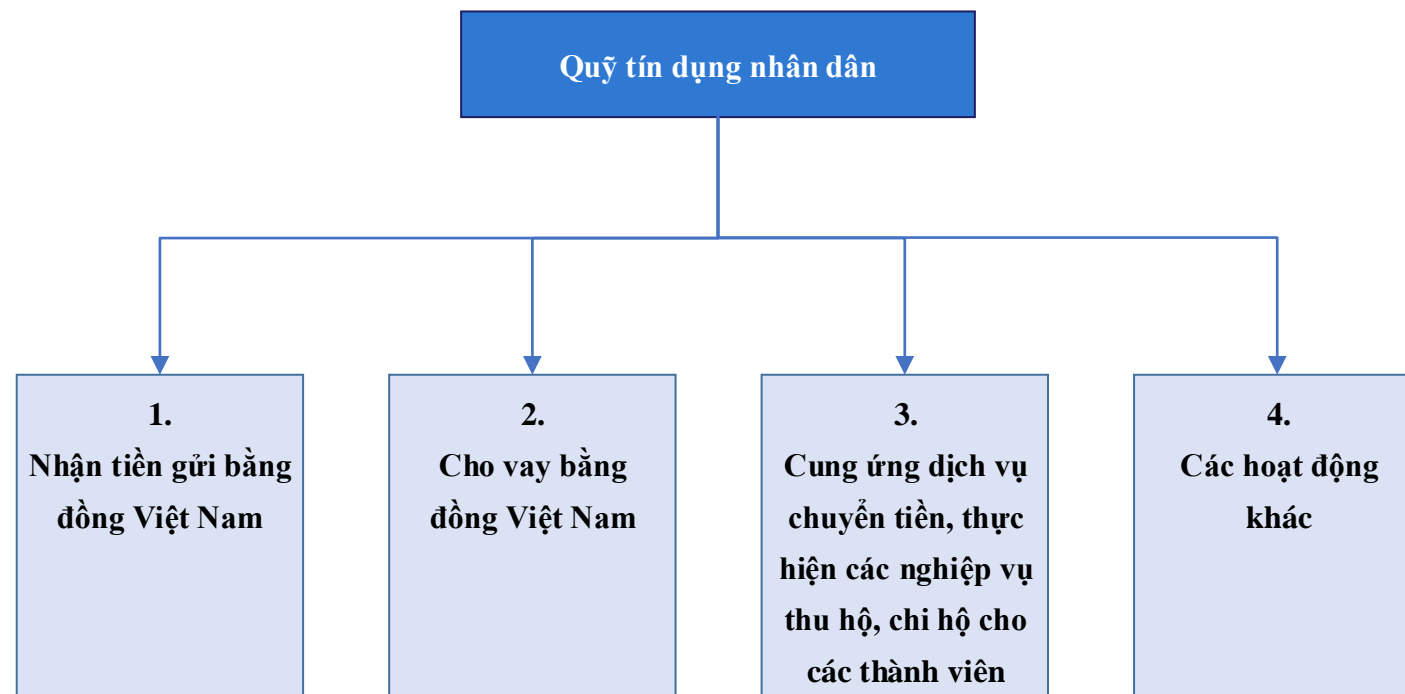 Quỹ tín dụng nhân dân
1.
Nhận tiền gửi bằng
đồng Việt Nam
2.
Cho vay bằng
đồng Việt Nam
3.
Cung ứng dịch vụ
chuyển tiền, thực
hiện các nghiệp vụ
thu hộ, chi hộ cho
các thành viên
4.
Các hoạt động
khác